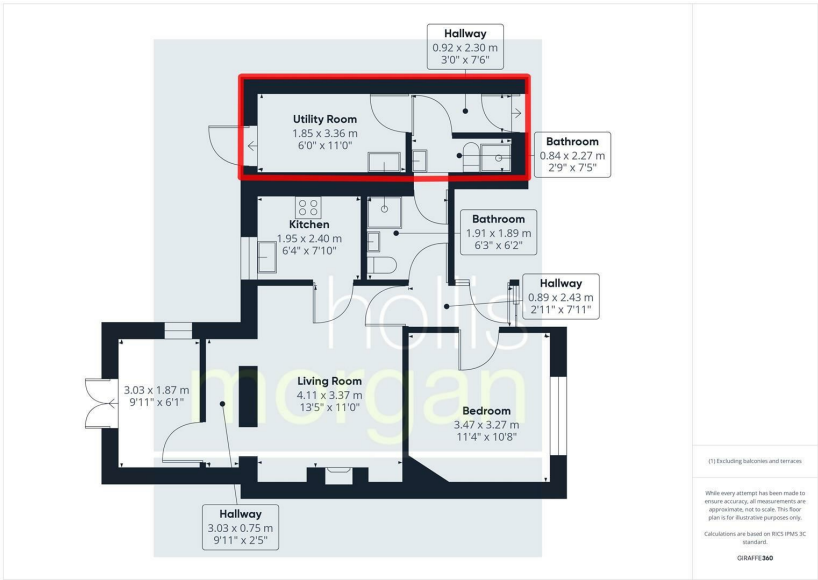 Hallway
0.92 x 2.30 m
3'0" x 7'6"
Utility Room
1.85 x 3.36 m
6'0" x 11'0"
Bathroom
0.84 x 2.27 m
2'9" x 7'5"
Kitchen
1.95 x 2.40 m
6'4" x 7'10"
Bathroom
1.91 x 1.89 m
6'3" x 6'2"
Hallway
0.89 x 2.43 m
2'11" x 7'11"
hollis
morgan
3.03 x 1.87 m
9'11" x 6'1"
Living Room
4.11 x 3.37 m
13'5" x 11'0"
Bedroom
3.47 x 3.27 m
11'4" x 10'8"
Hallway
3.03 x 0.75 m
9'11" x 2'5"
(1) Excluding balconies and terraces
While every attempt has been made to
ensure accuracy, all measurements are
approximate, not to scale. This floor
plan is for illustrative purposes only.
Calculations are based on RICS IPMS 3C
standard.
GIRAFFE360